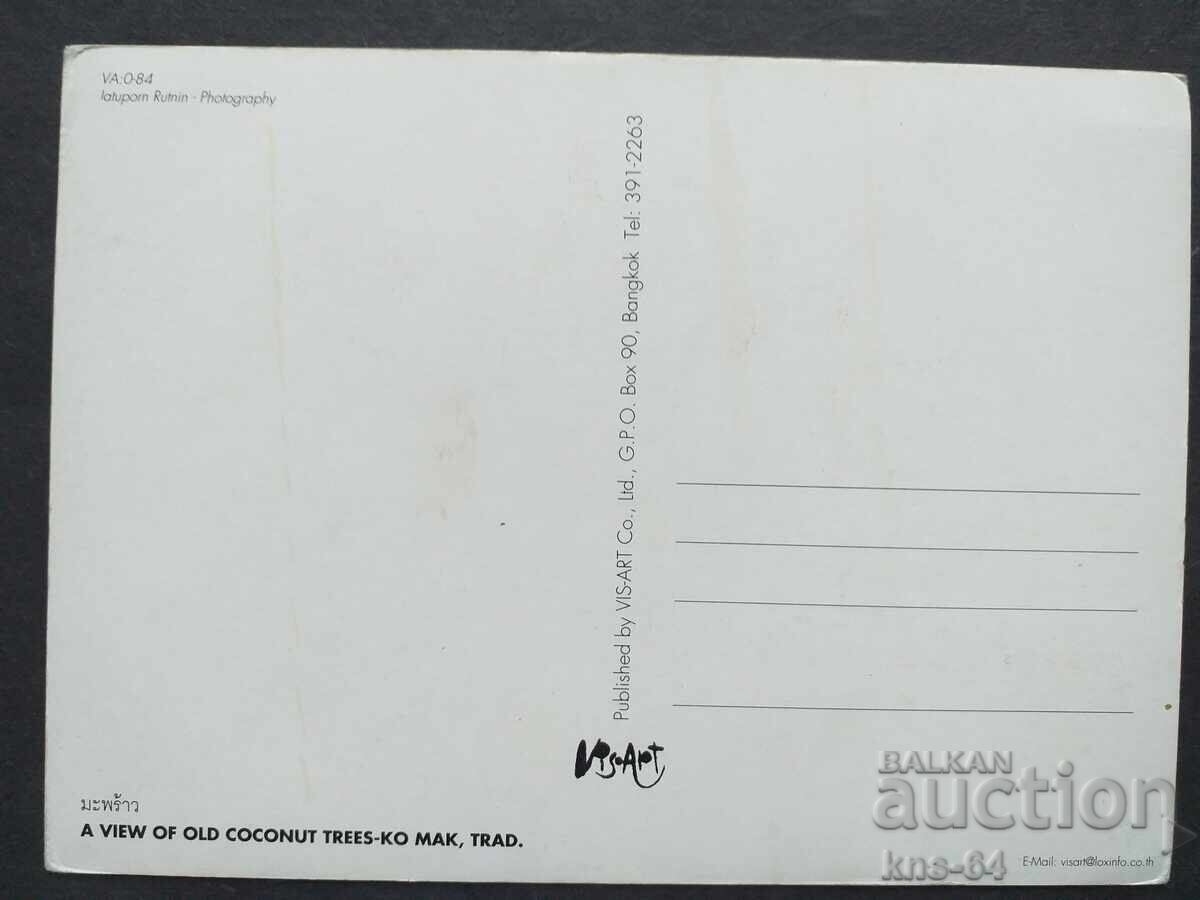 VA:0-84
Iatuporn Rutnin - Photography
Published by VIS-ART Co., Ltd., G.P.O. Box 90, Bangkok Tel: 391-2263
Vis•Art
มะพร้าว
A VIEW OF OLD COCONUT TREES-KO MAK, TRAD.
E-Mail: visart@loxinfo.co.th
BALKAN
auction
kns-64